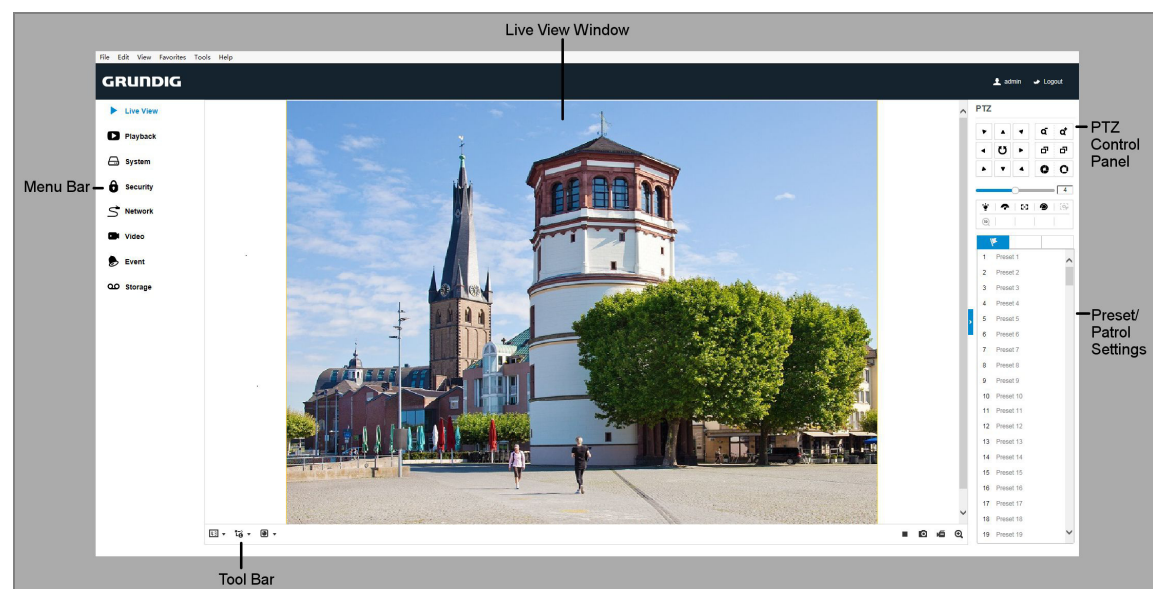 Live View Window
File Edit View Favorites Tools Help
GRUNDIG
admin Logout
Live View
Playback
System
Security
Network
Video
Event
Storage
Menu Bar
PTZ
PTZ
Control
Panel
4
1 Preset 1
2 Preset 2
3 Preset 3
4 Preset 4
5 Preset 5
6 Preset 6
7 Preset 7
8 Preset 8
9 Preset 9
10 Preset 10
11 Preset 11
12 Preset 12
13 Preset 13
14 Preset 14
15 Preset 15
16 Preset 16
17 Preset 17
18 Preset 18
19 Preset 19
Preset/
Patrol
Settings
Tool Bar